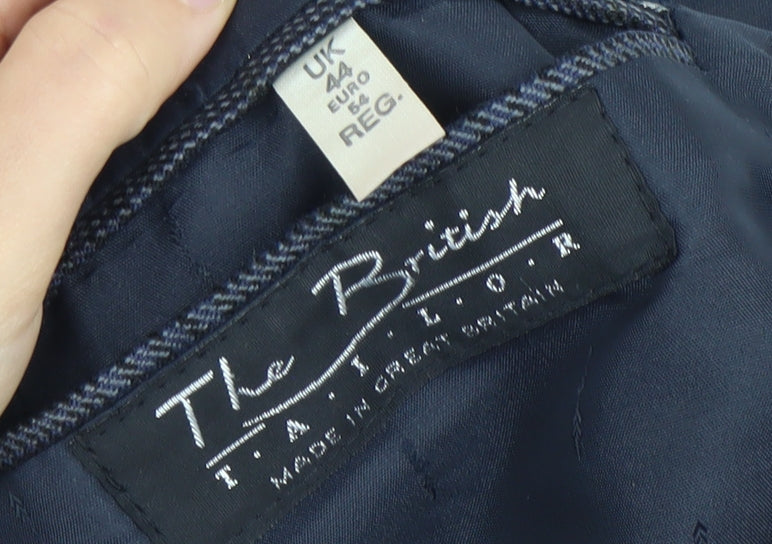 UK
44
EURO
54
REG.
The British
T.A.I.L.O.R
MADE IN GREAT BRITAIN